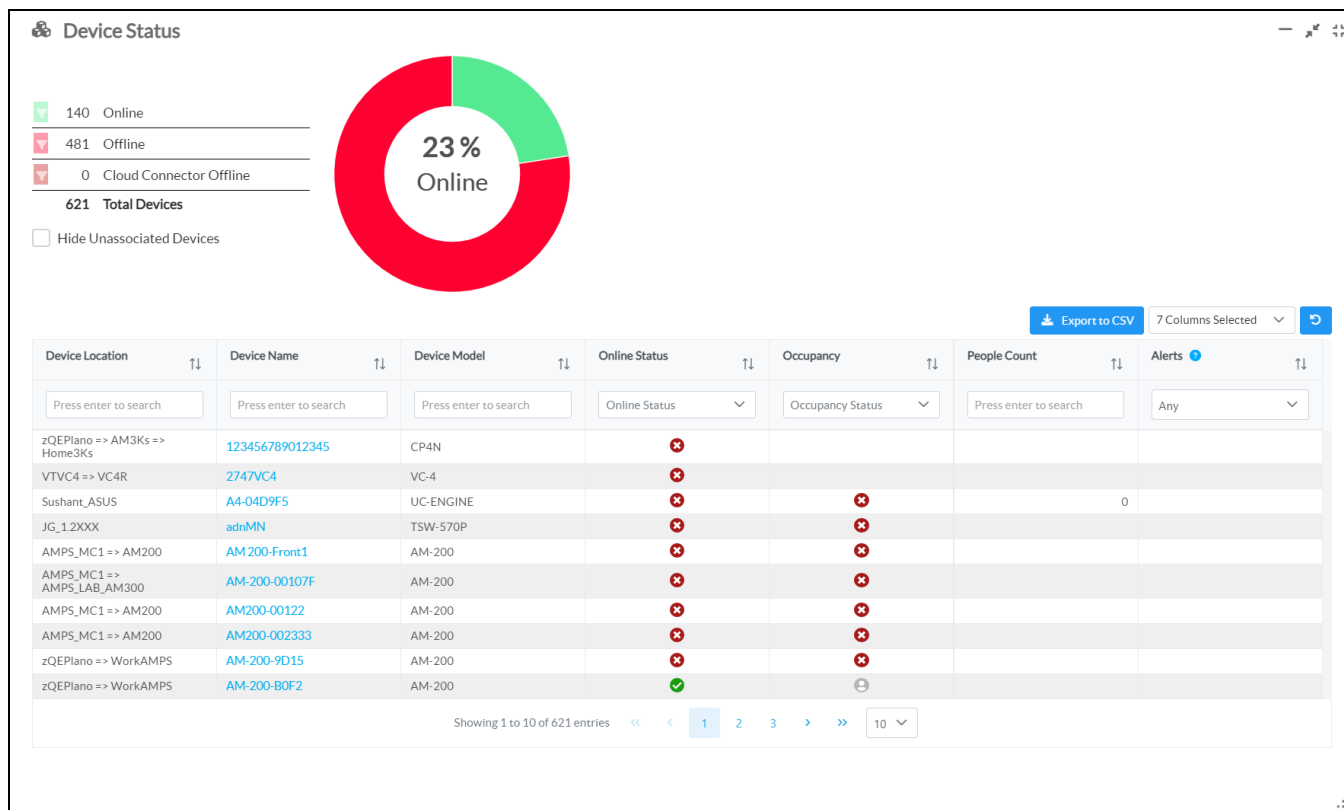 Device Status
140 Online
481 Offline
0 Cloud Connector Offline
621 Total Devices
Hide Unassociated Devices
23 %
Online
Export to CSV
7 Columns Selected
Device Location Device Name Device Model Online Status Occupancy People Count Alerts ?
Press enter to search Press enter to search Press enter to search Online Status Occupancy Status Press enter to search Any
zQEPlano => AM3Ks =>
Home3Ks
123456789012345 CP4N
VTVC4 => VC4R 2747VC4 VC-4
Sushant_ASUS A4-04D9F5 UC-ENGINE 0
JG_1.2XXX adnMN TSW-570P
AMPS_MC1 => AM200 AM 200-Front1 AM-200
AMPS_MC1 =>
AMPS_LAB_AM300
AM-200-00107F AM-200
AMPS_MC1 => AM200 AM200-00122 AM-200
AMPS_MC1 => AM200 AM200-002333 AM-200
zQEPlano => WorkAMPS AM-200-9D15 AM-200
zQEPlano => WorkAMPS AM-200-B0F2 AM-200
Showing 1 to 10 of 621 entries « ‹ 1 2 3 › » 10